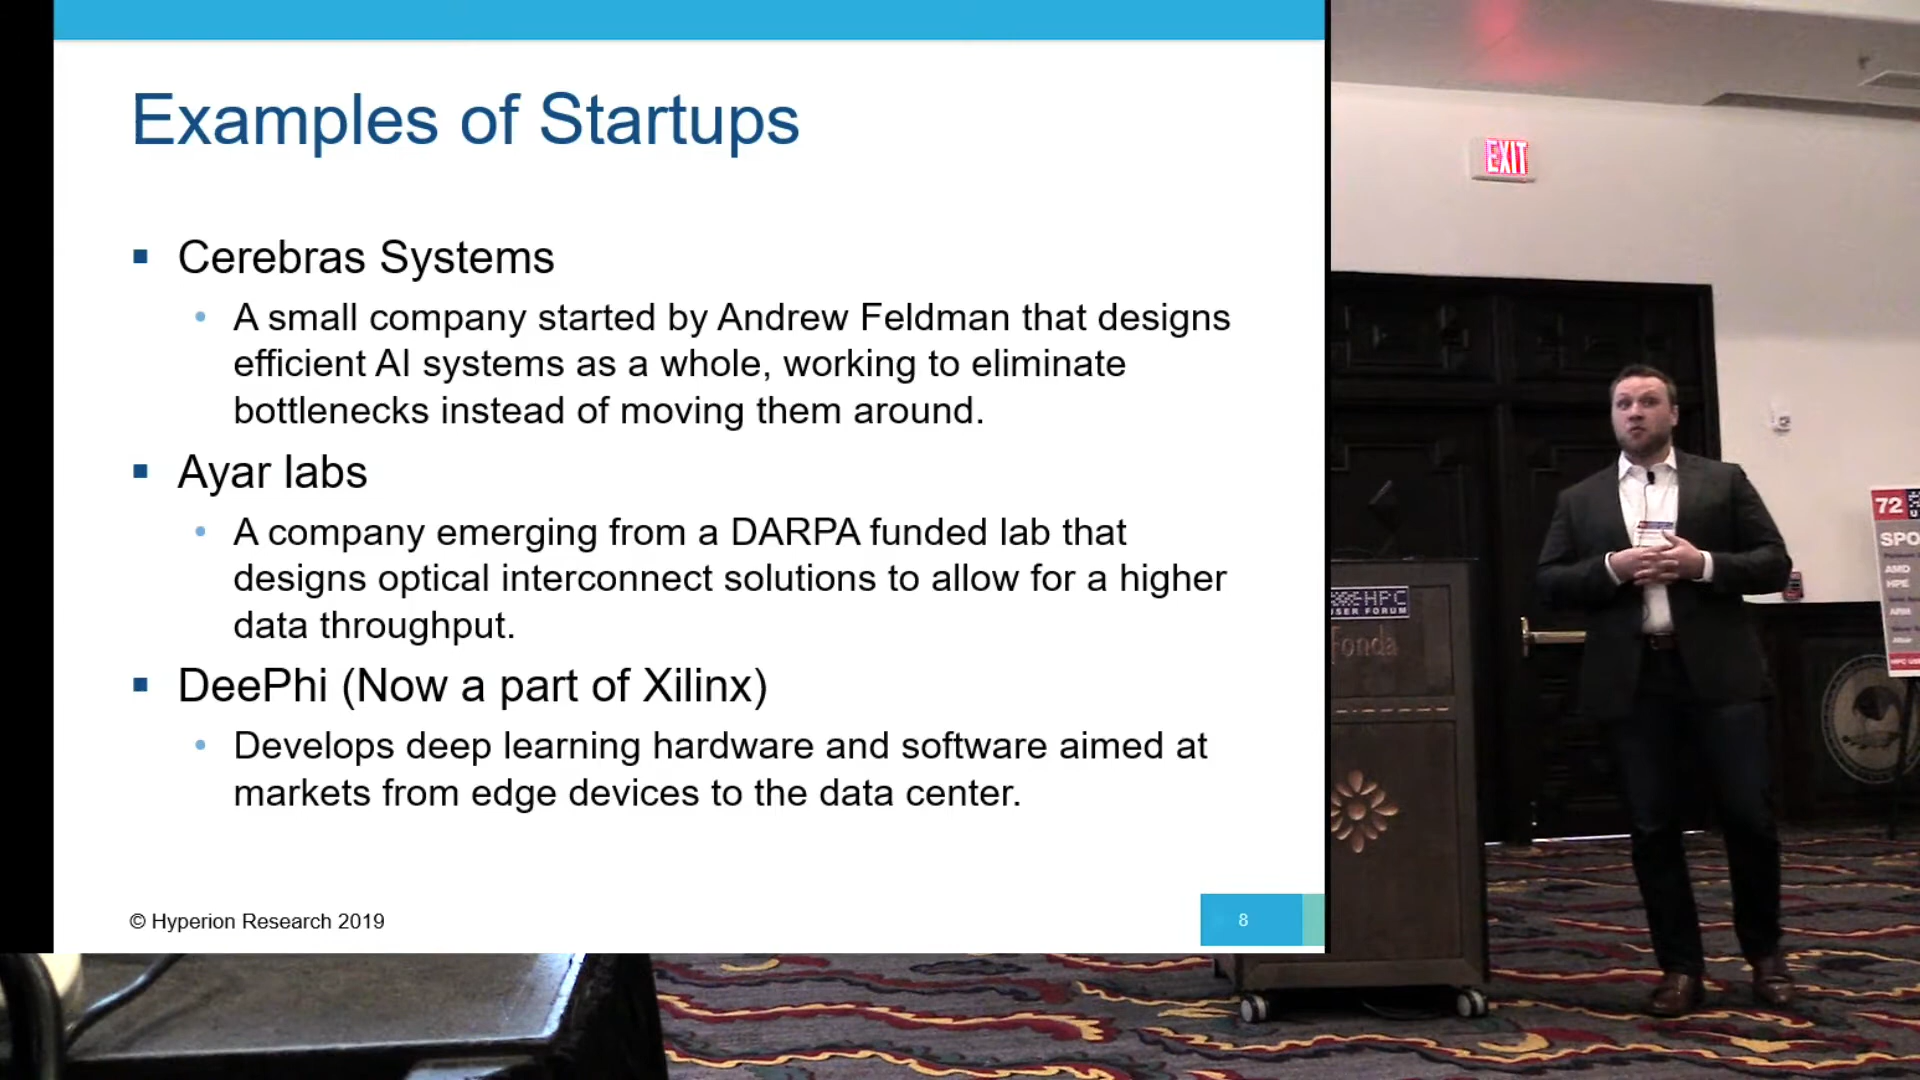 Examples of Startups
Cerebras Systems
A small company started by Andrew Feldman that designs
efficient AI systems as a whole, working to eliminate
bottlenecks instead of moving them around.
Ayar labs
A company emerging from a DARPA funded lab that
designs optical interconnect solutions to allow for a higher
data throughput.
DeePhi (Now a part of Xilinx)
Develops deep learning hardware and software aimed at
markets from edge devices to the data center.
© Hyperion Research 2019
8
EXIT
HPC
USER FORUM
Fonda
72
SPO
AMD
HPE